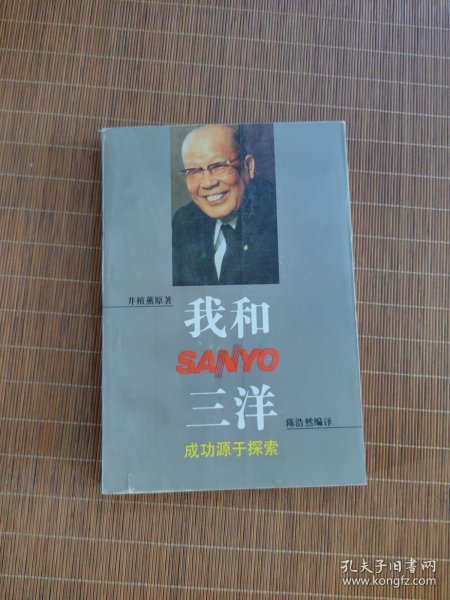 井植薰原著
我和
SANYO
三洋
陈浩然编译
成功源于探索
孔夫子旧书网
www.kongfz.com